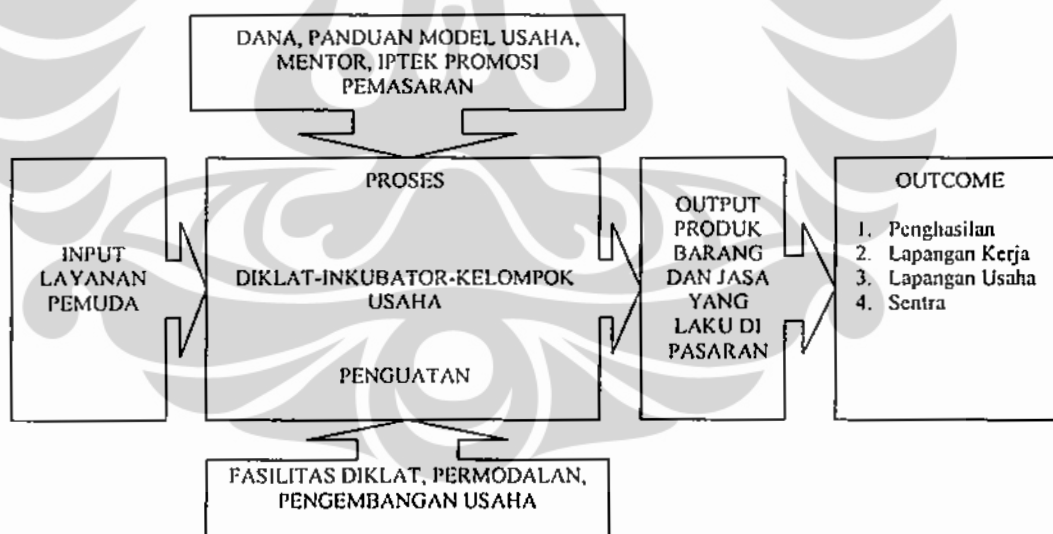 DANA, PANDUAN MODEL USAHA,
MENTOR, IPTEK PROMOSI
PEMASARAN
INPUT
LAYANAN
PEMUDA
PROSES
DIKLAT-INKUBATOR-KELOMPOK
USAHA
PENGUATAN
OUTPUT
PRODUK
BARANG
DAN JASA
YANG
LAKU DI
PASARAN
OUTCOME
1. Penghasilan
2. Lapangan Kerja
3. Lapangan Usaha
4. Sentra
FASILITAS DIKLAT, PERMODALAN,
PENGEMBANGAN USAHA